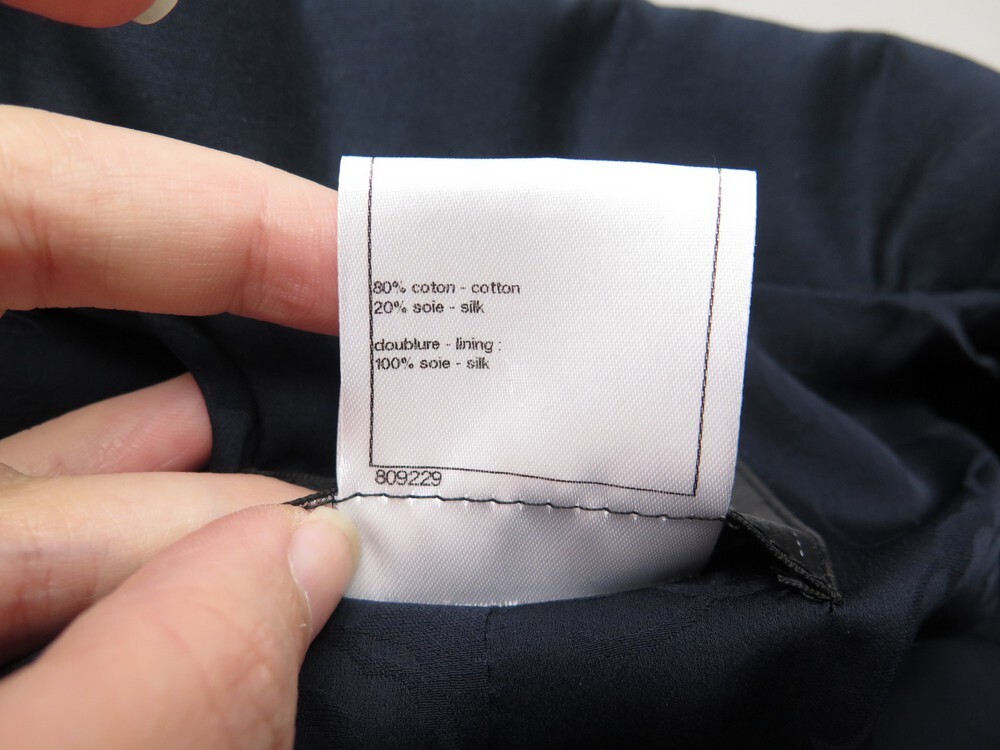 80% coton - cotton
20% soie - silk
doublure - lining :
100% soie - silk
809229